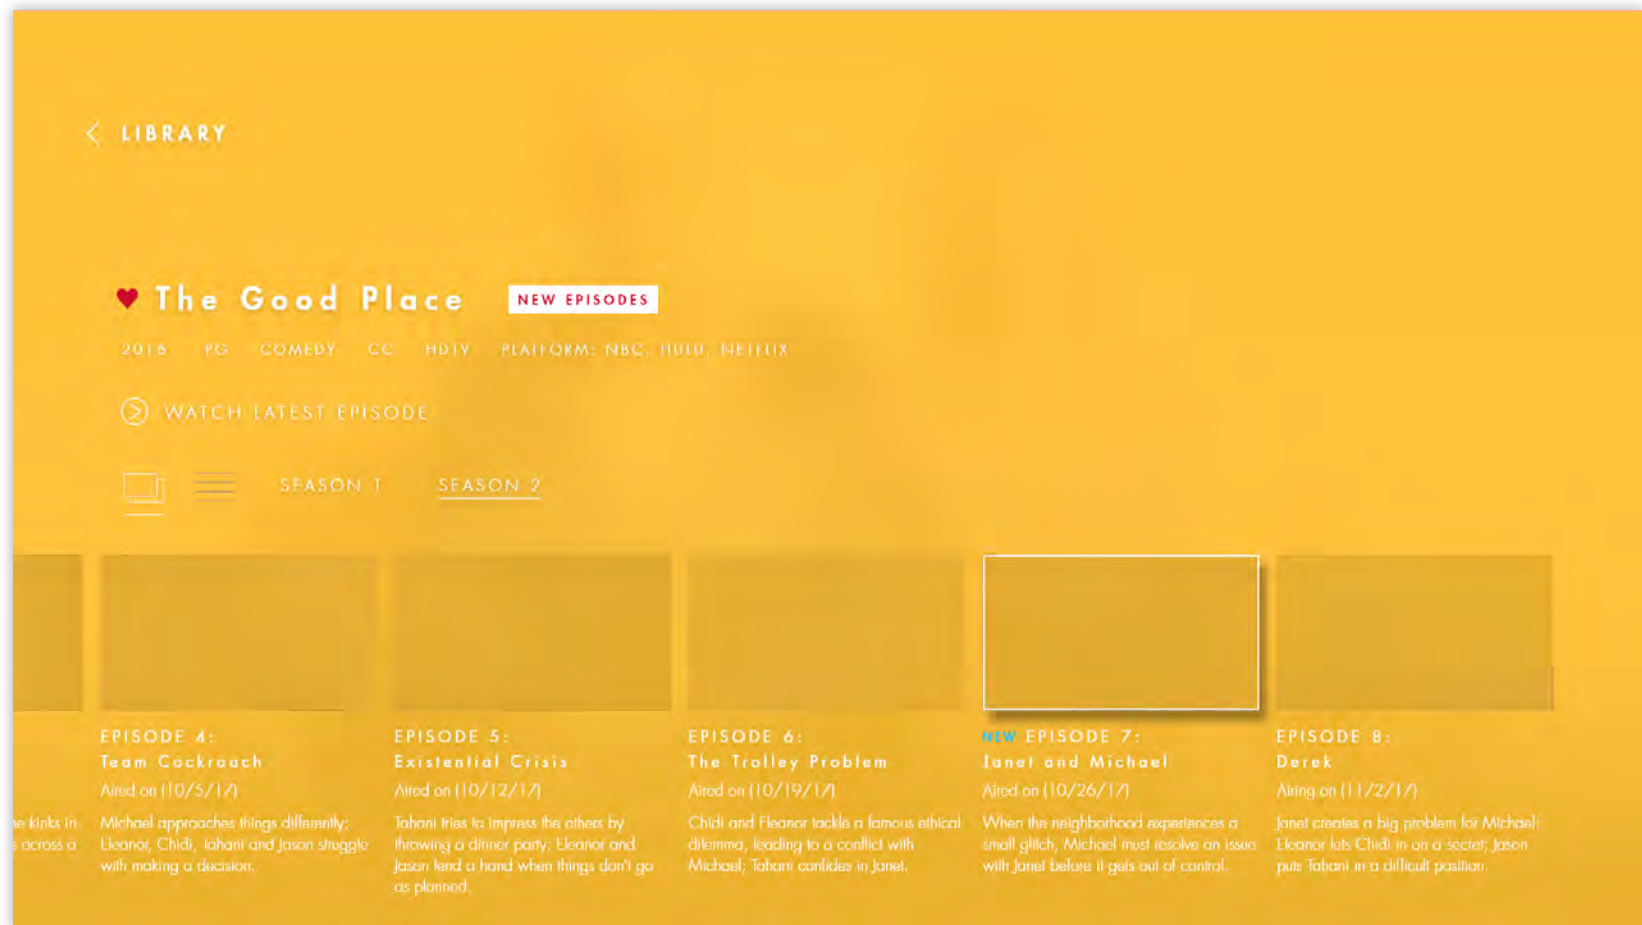 LIBRARY
The Good Place NEW EPISODES
2016 PG COMEDY CC HDTV PLATFORM: NBC, HULU, NETFLIX
WATCH LATEST EPISODE
SEASON 1 SEASON 2
EPISODE 4:
Team Cockroach
Aired on (10/5/17)
Michael approaches things differently;
Eleanor, Chidi, Tahani and Jason struggle
with making a decision.
EPISODE 5:
Existential Crisis
Aired on (10/12/17)
Tahani tries to impress the others by
throwing a dinner party; Eleanor and
Jason lend a hand when things don't go
as planned.
EPISODE 6:
The Trolley Problem
Aired on (10/19/17)
Chidi and Eleanor tackle a famous ethical
dilemma, leading to a conflict with
Michael; Tahani confides in Janet.
NEW EPISODE 7:
Janet and Michael
Aired on (10/26/17)
When the neighborhood experiences a
small glitch, Michael must resolve an issue
with Janet before it gets out of control.
EPISODE 8:
Derek
Airing on (11/2/17)
Janet creates a big problem for Michael;
Eleanor lets Chidi in on a secret; Jason
puts Tahani in a difficult position.
kinks in
across a